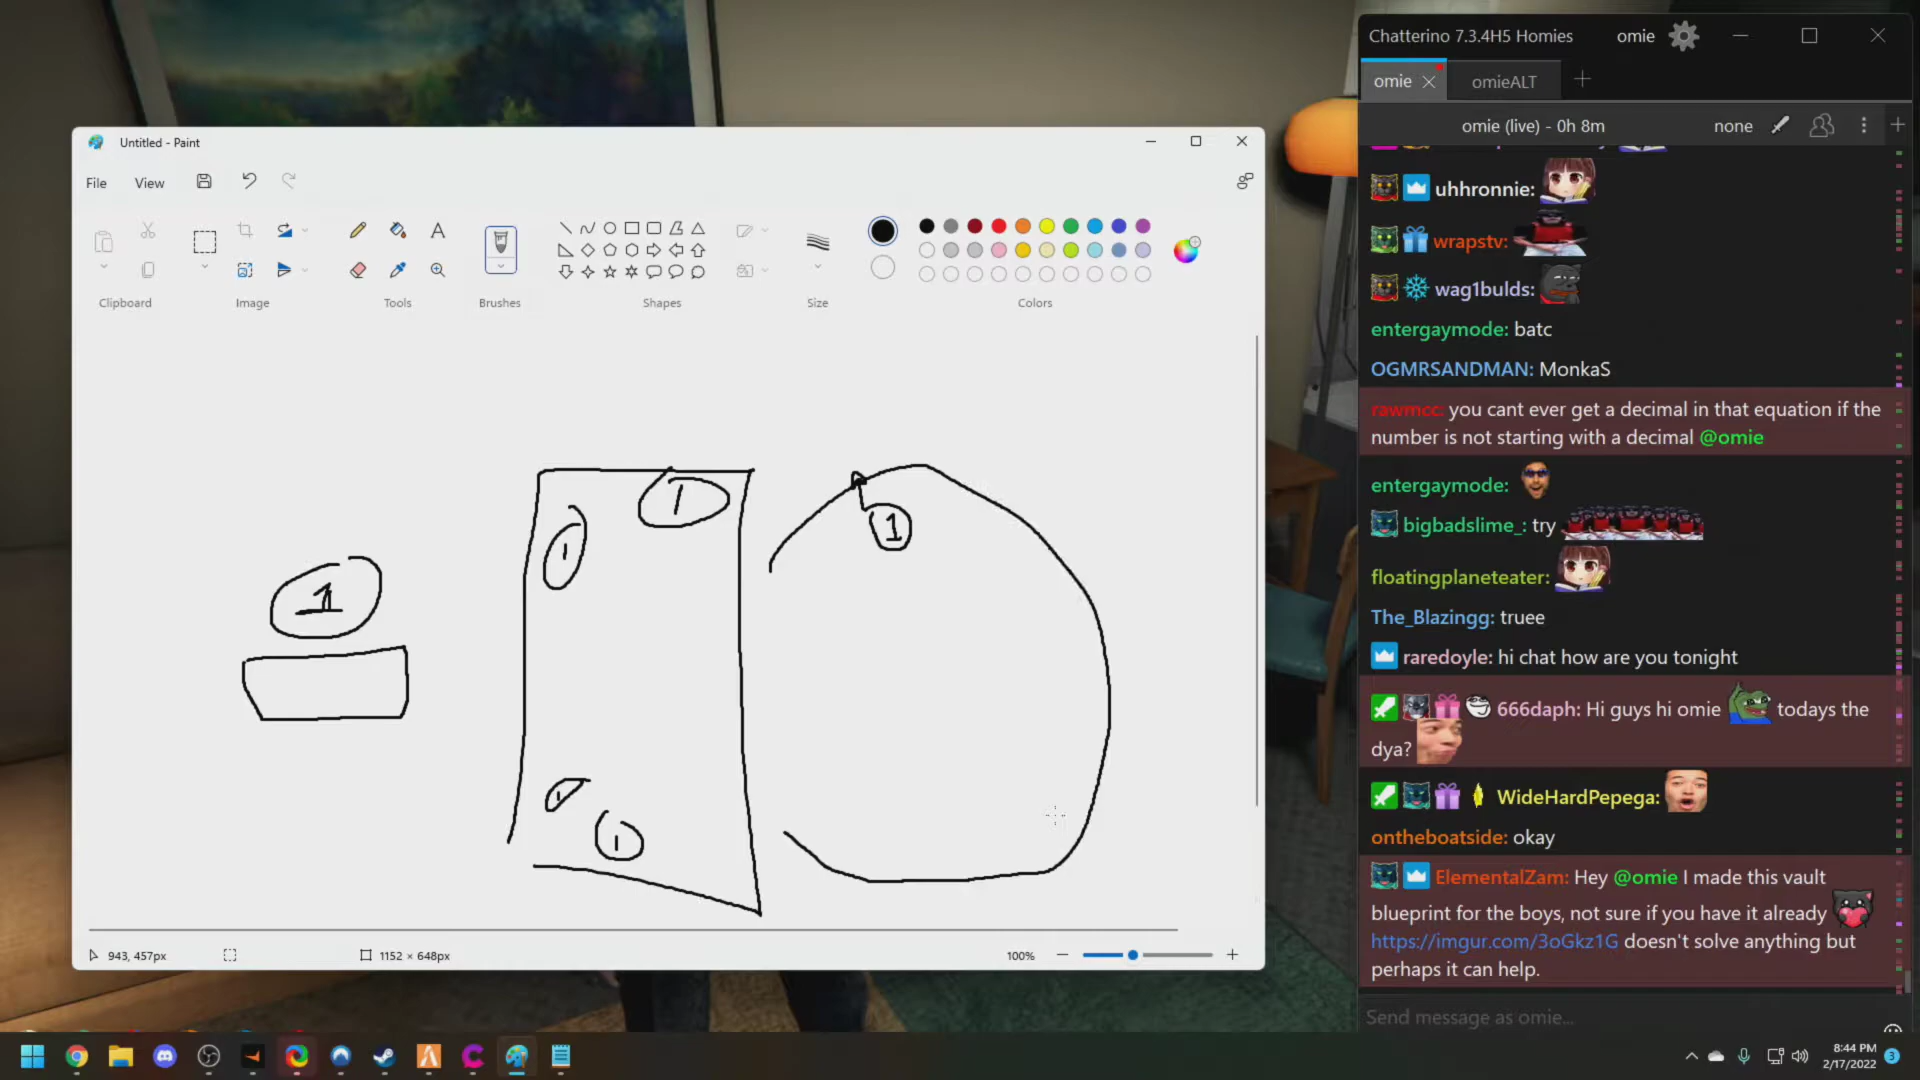 Untitled - Paint
File
View
Clipboard
Image
Tools
Brushes
Shapes
Size
Colors
1
1
1
1
1
1
943, 457px
1152 × 648px
100%
Chatterino 7.3.4H5 Homies
omie
omie
omieALT
omie (live) - 0h 8m
none
uhhronnie:
wrapstv:
wag1bulds:
entergaymode: batc
OGMRSANDMAN: MonkaS
rawmcc: you cant ever get a decimal in that equation if the
number is not starting with a decimal @omie
entergaymode:
bigbadslime_: try
floatingplaneteater:
The_Blazingg: truee
raredoyle: hi chat how are you tonight
666daph: Hi guys hi omie todays the
dya?
WideHardPepega:
ontheboatside: okay
ElementalZam: Hey @omie I made this vault
blueprint for the boys, not sure if you have it already
https://imgur.com/3oGkz1G doesn't solve anything but
perhaps it can help.
Send message as omie...
8:44 PM
2/17/2022
3